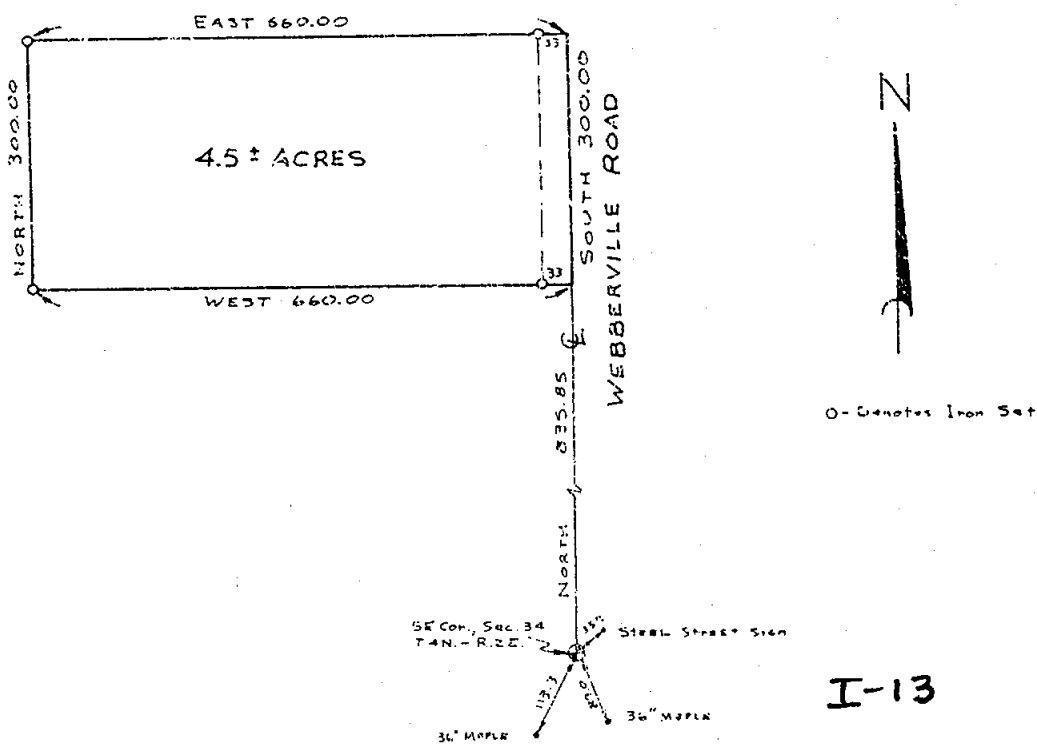 EAST 660.00
33
NORTH 300.00
4.5 ± ACRES
SOUTH 300.00
WEBBERVILLE ROAD
N
33
WEST 660.00
835.85
O- Denotes Iron Set
NORTH
SE Cor., Sec. 34
T4N.-R.2E.
Steel Street Sign
113.3
36" MAPLE
36" MAPLE
I-13